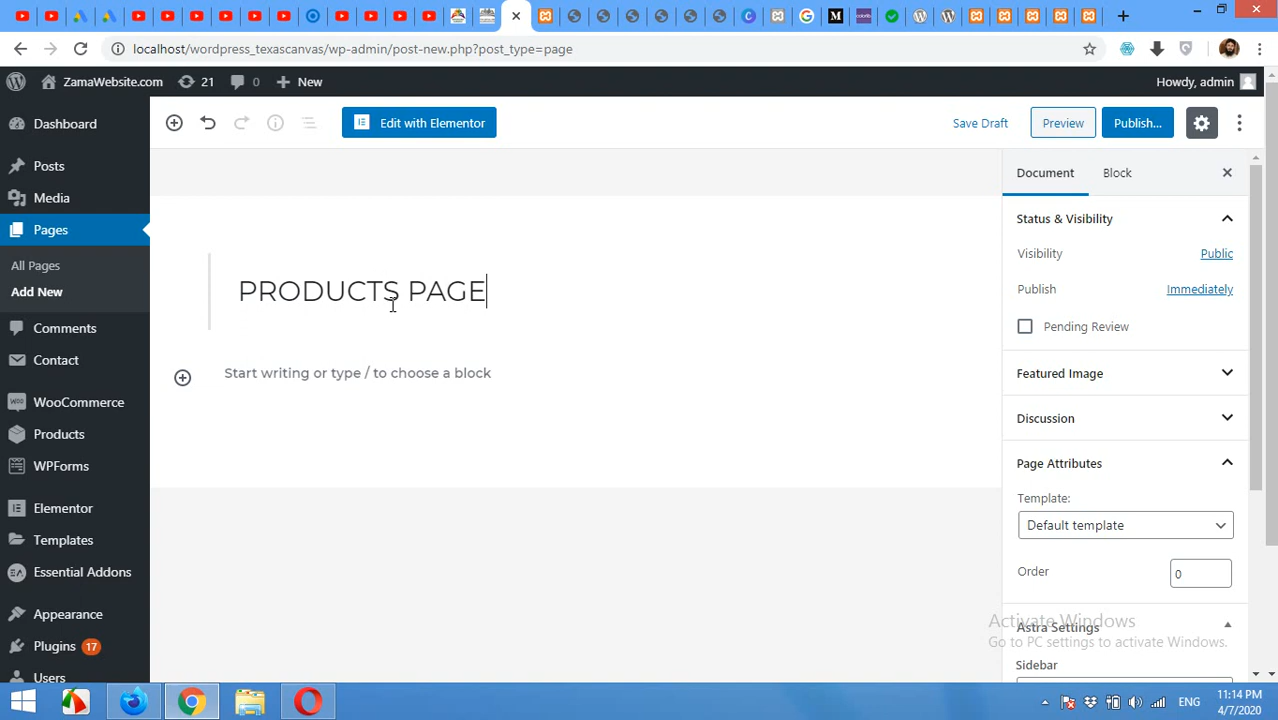 localhost/wordpress_texascanvas/wp-admin/post-new.php?post_type=page
ZamaWebsite.com 21 0 New Howdy, admin
Dashboard
Posts
Media
Pages
All Pages
Add New
Comments
Contact
WooCommerce
Products
WPForms
Elementor
Templates
Essential Addons
Appearance
Plugins 17
Users
Edit with Elementor Save Draft Preview Publish...
PRODUCTS PAGE
Start writing or type / to choose a block
Document Block
Status & Visibility
Visibility Public
Publish Immediately
Pending Review
Featured Image
Discussion
Page Attributes
Template:
Default template
Order 0
Activate Windows
Astra Settings
Go to PC settings to activate Windows.
Sidebar
ENG 11:14 PM
4/7/2020